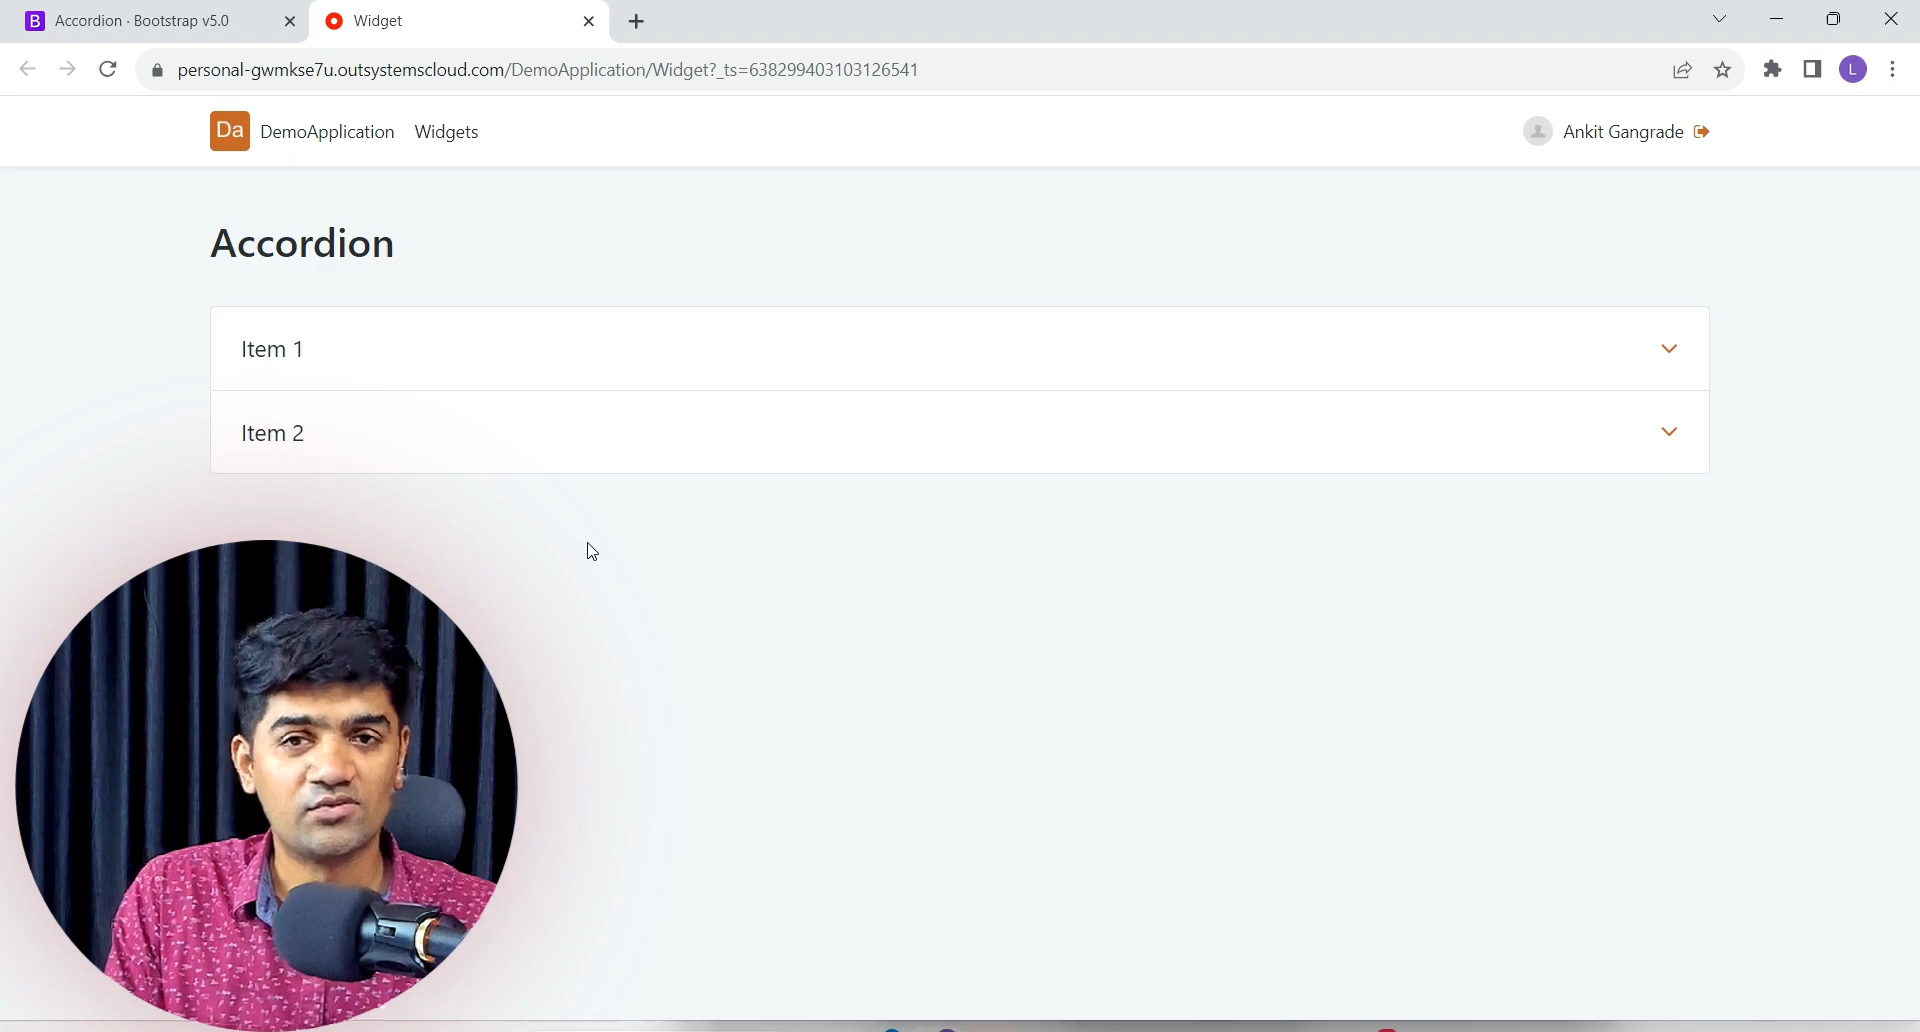 B Accordion · Bootstrap v5.0
Widget
personal-gwmkse7u.outsystemscloud.com/DemoApplication/Widget?_ts=638299403103126541
L
Da DemoApplication Widgets
Ankit Gangrade
Accordion
Item 1
Item 2